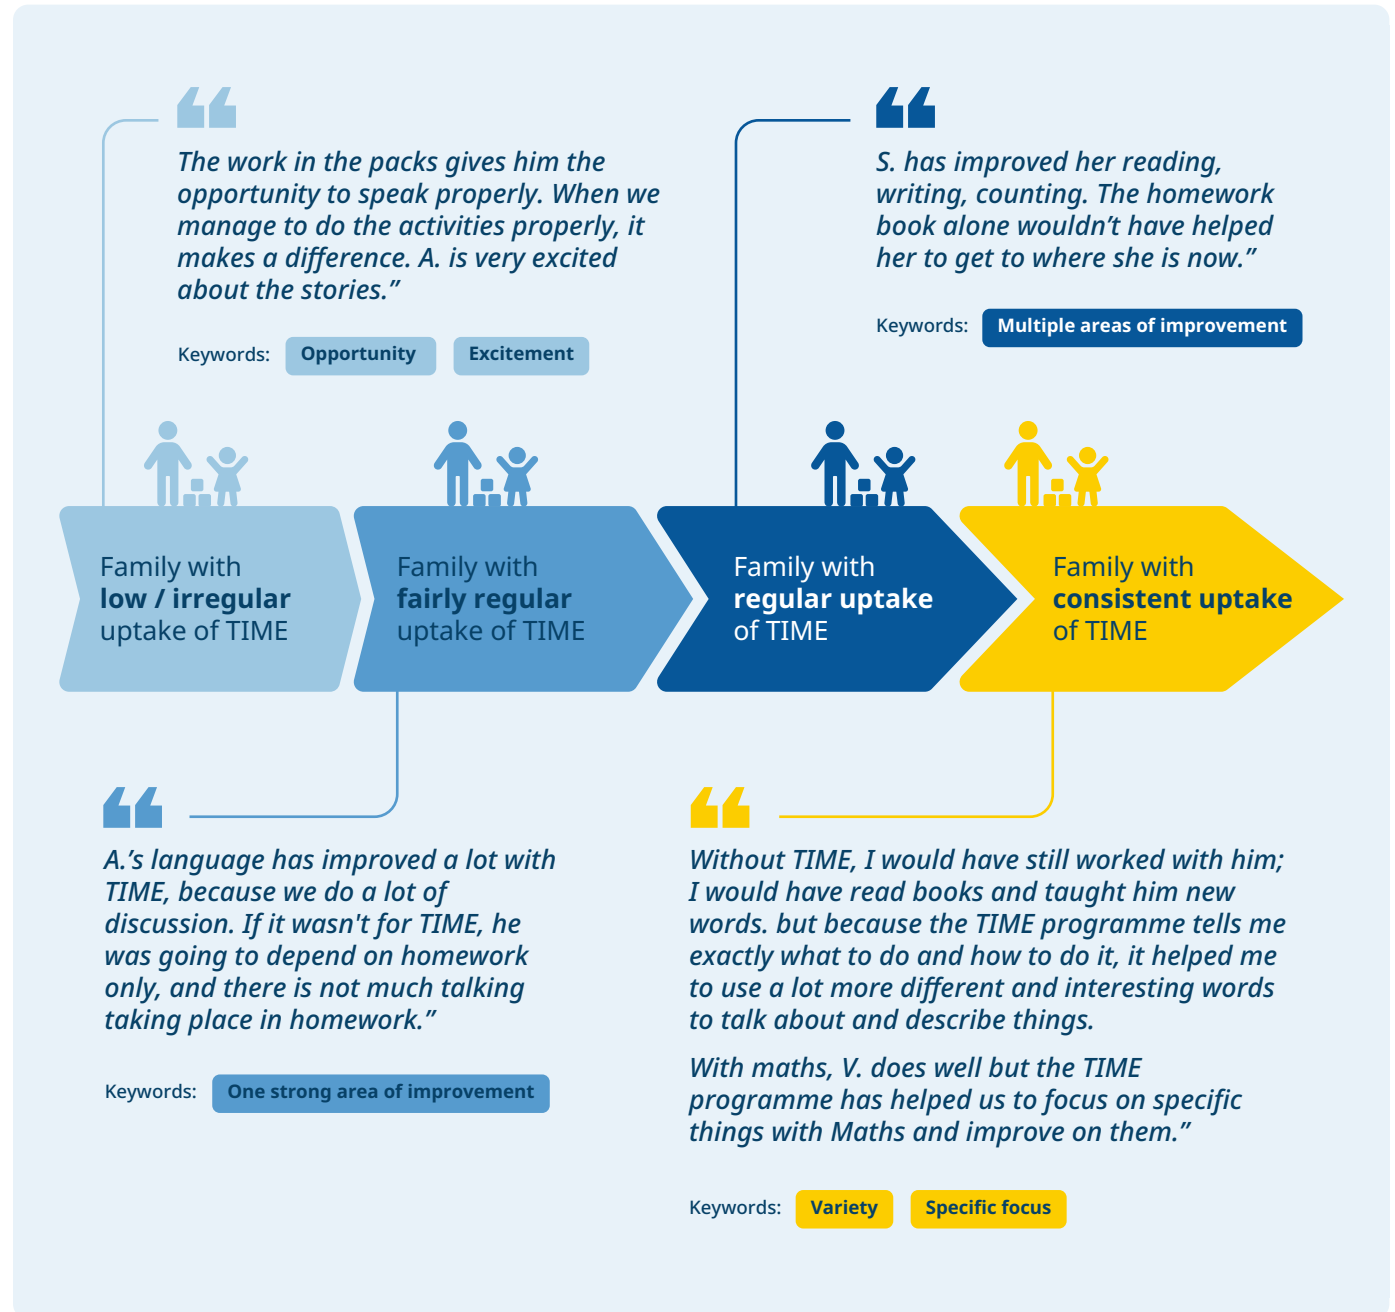 The work in the packs gives him the
opportunity to speak properly. When we
manage to do the activities properly, it
makes a difference. A. is very excited
about the stories.”
Keywords: Opportunity Excitement
S. has improved her reading,
writing, counting. The homework
book alone wouldn’t have helped
her to get to where she is now.”
Keywords: Multiple areas of improvement
Family with
low / irregular
uptake of TIME
Family with
fairly regular
uptake of TIME
Family with
regular uptake
of TIME
Family with
consistent uptake
of TIME
A.’s language has improved a lot with
TIME, because we do a lot of
discussion. If it wasn't for TIME, he
was going to depend on homework
only, and there is not much talking
taking place in homework.”
Keywords: One strong area of improvement
Without TIME, I would have still worked with him;
I would have read books and taught him new
words. but because the TIME programme tells me
exactly what to do and how to do it, it helped me
to use a lot more different and interesting words
to talk about and describe things.
With maths, V. does well but the TIME
programme has helped us to focus on specific
things with Maths and improve on them.”
Keywords: Variety Specific focus